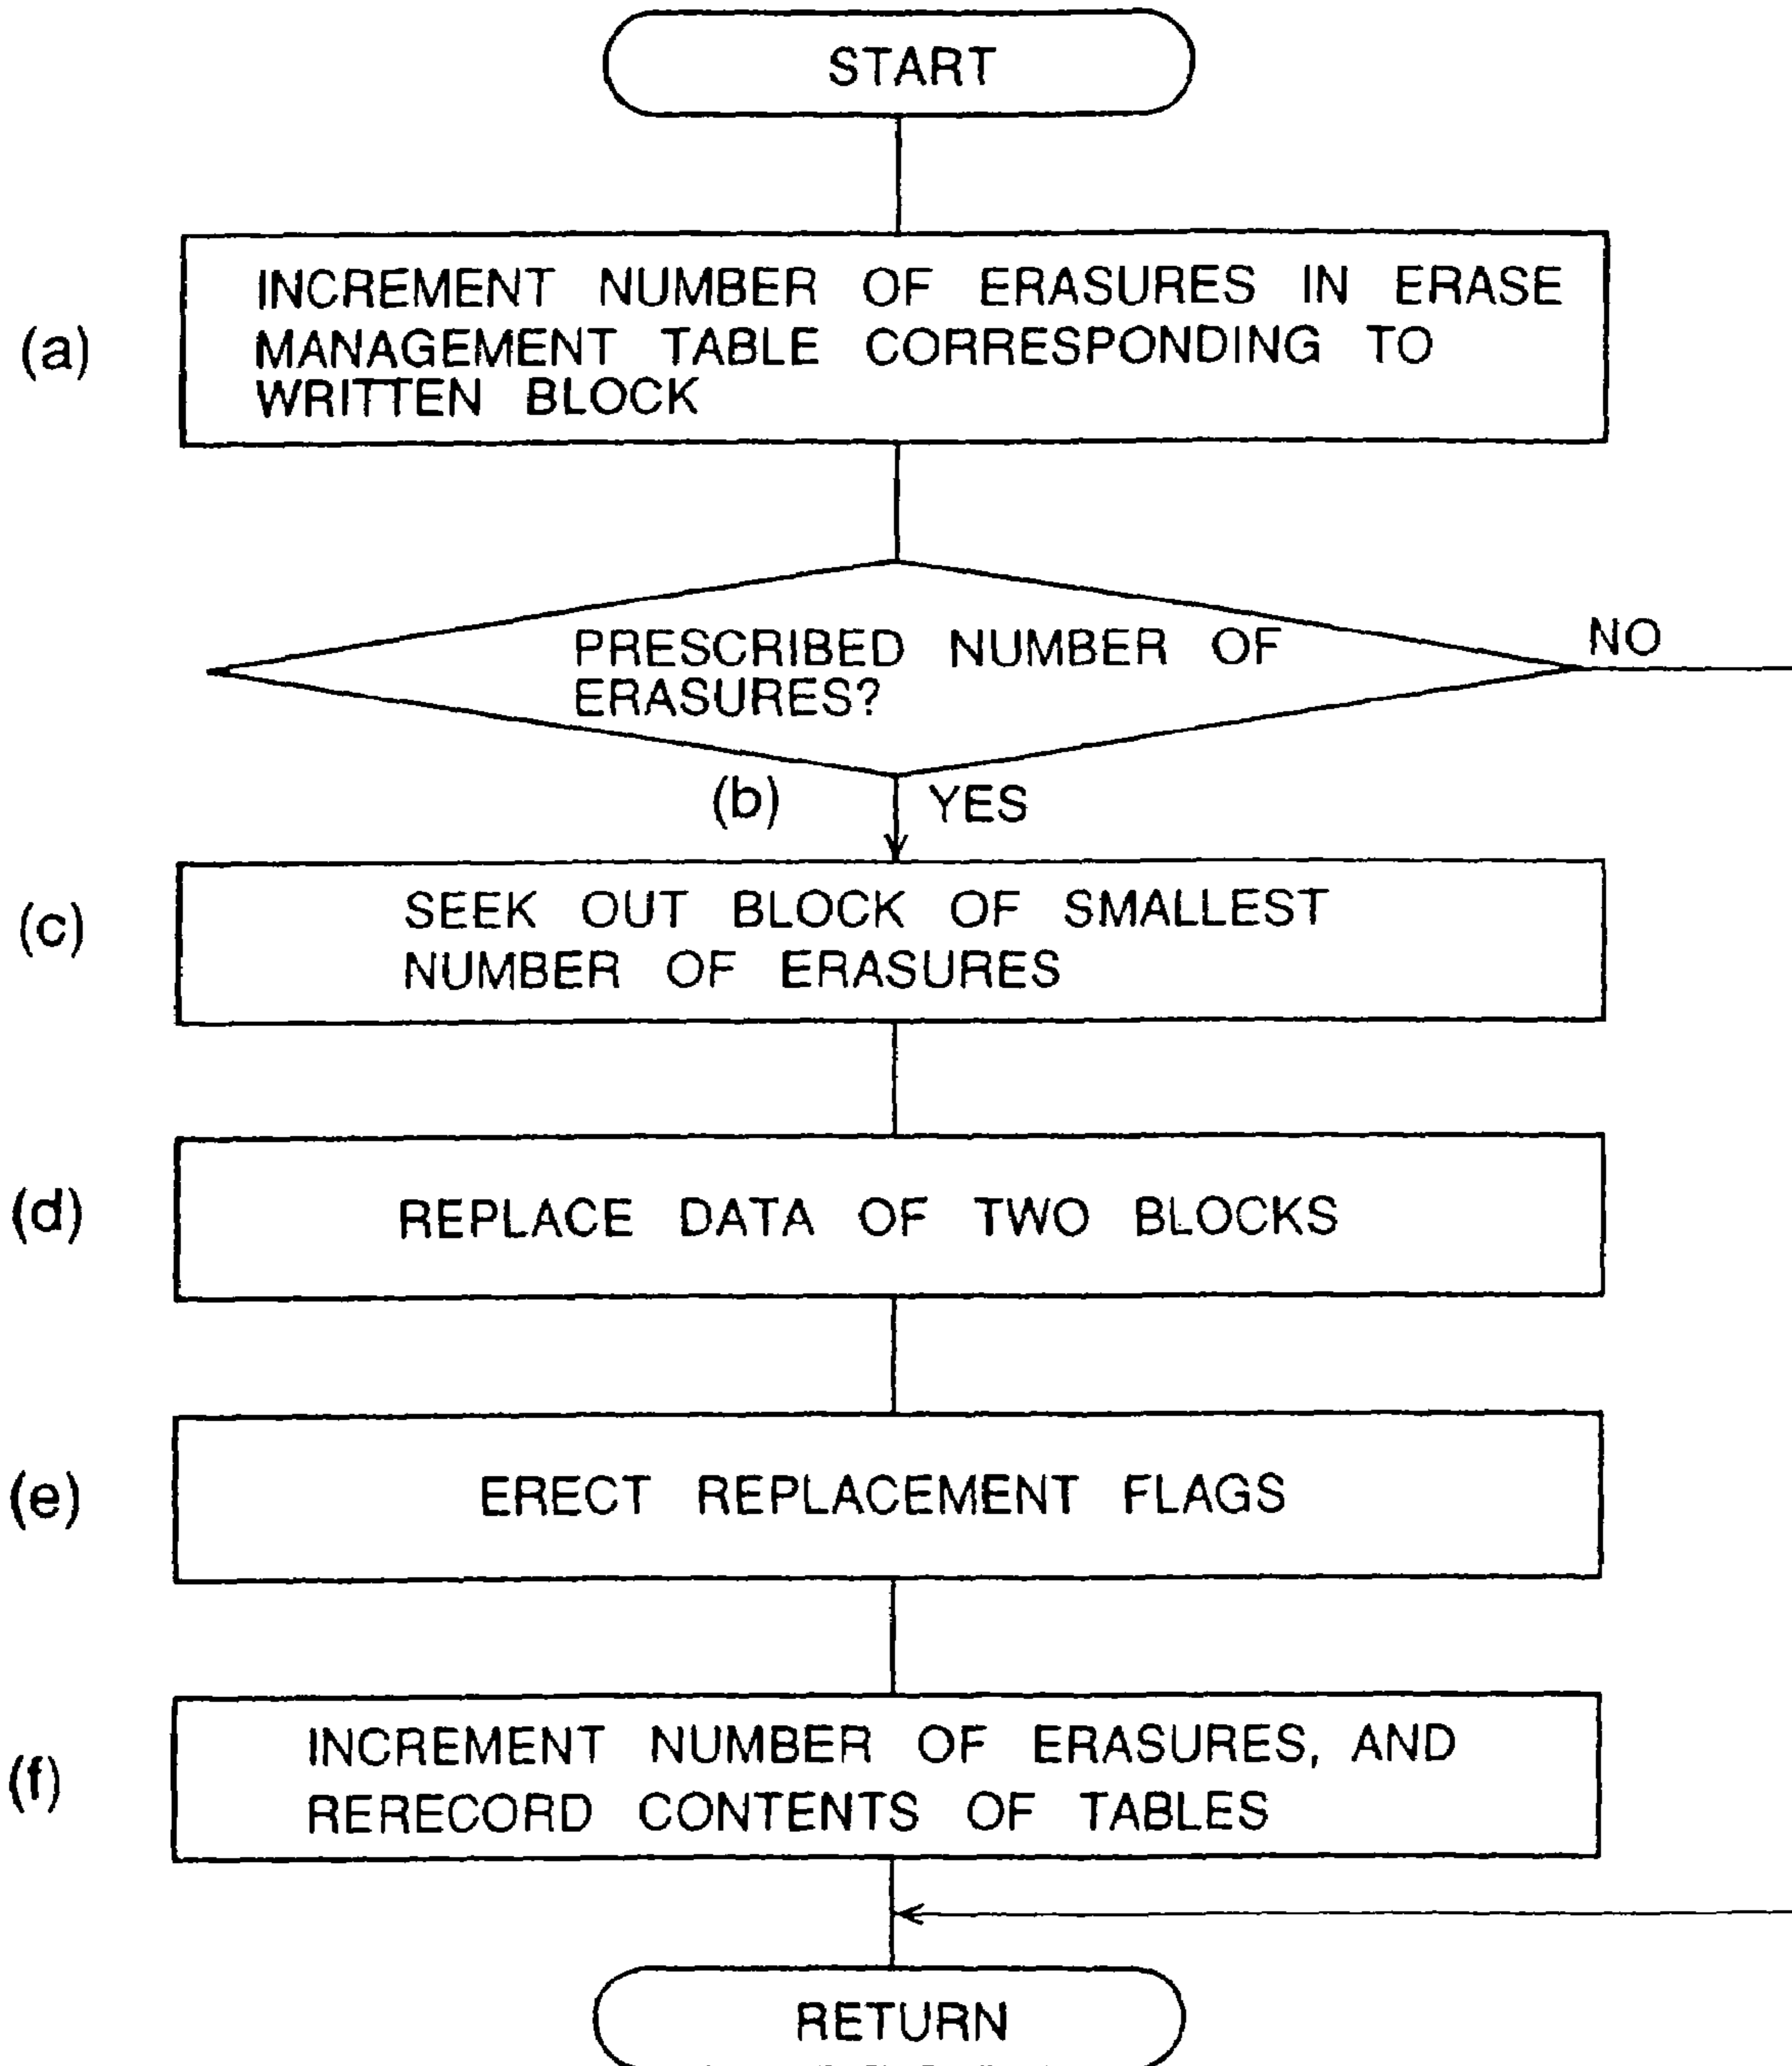 START
(a)
INCREMENT NUMBER OF ERASURES IN ERASE
MANAGEMENT TABLE CORRESPONDING TO
WRITTEN BLOCK
PRESCRIBED NUMBER OF
ERASURES?
NO
(b)
YES
(c)
SEEK OUT BLOCK OF SMALLEST
NUMBER OF ERASURES
(d)
REPLACE DATA OF TWO BLOCKS
(e)
ERECT REPLACEMENT FLAGS
(f)
INCREMENT NUMBER OF ERASURES, AND
RERECORD CONTENTS OF TABLES
RETURN